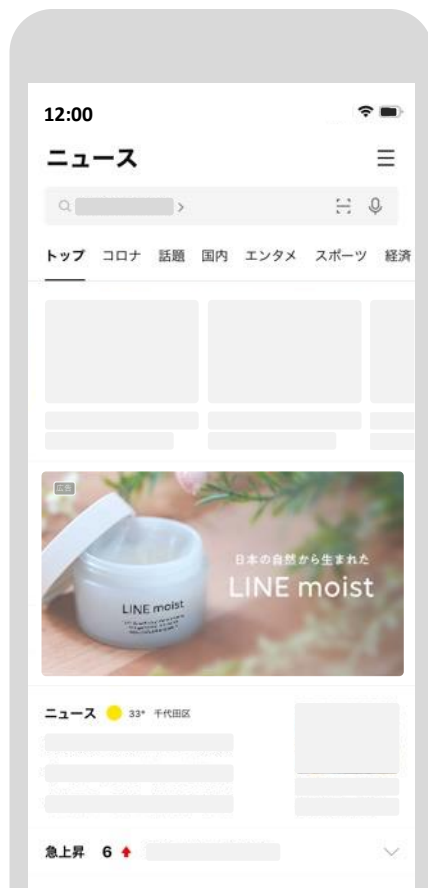 12:00
ニュース
トップ コロナ 話題 国内 エンタメ スポーツ 経済
広告
日本の自然から生まれた
LINE moist
LINE moist
ニュース 33° 千代田区
急上昇 6